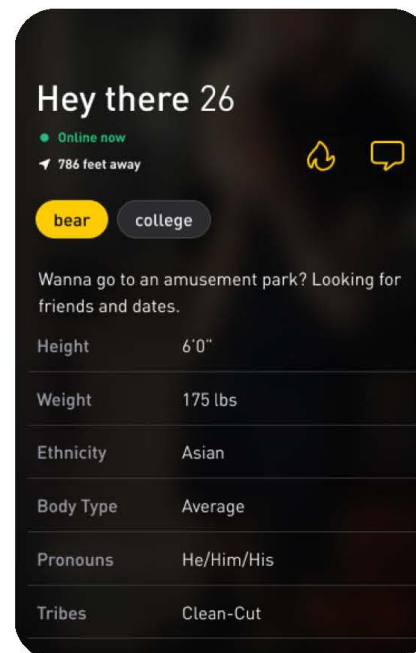 Hey there 26
Online now
786 feet away
bear college
Wanna go to an amusement park? Looking for
friends and dates.
Height 6'0"
Weight 175 lbs
Ethnicity Asian
Body Type Average
Pronouns He/Him/His
Tribes Clean-Cut